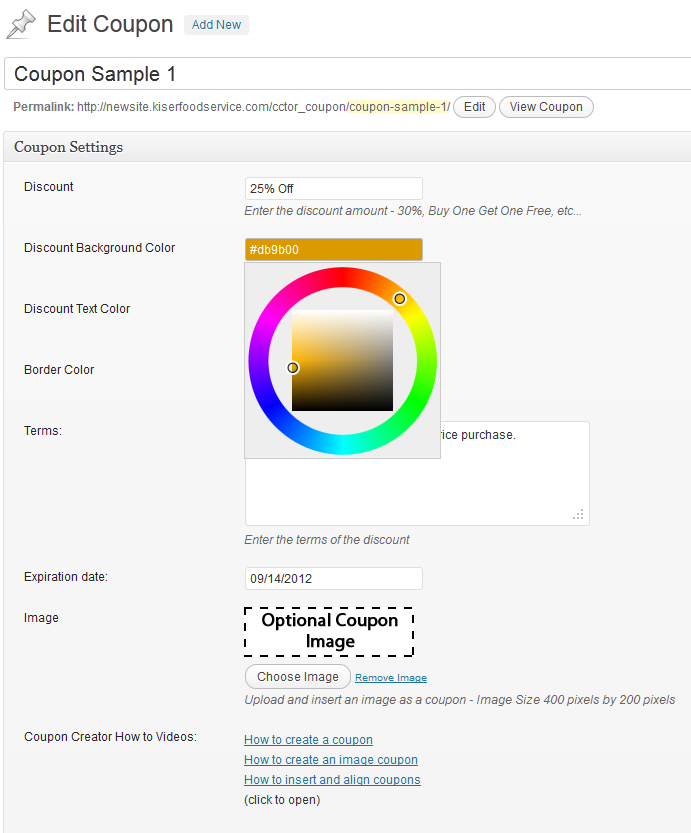 Edit Coupon Add New
Coupon Sample 1
Permalink: http://newsite.kiserfoodservice.com/cctor_coupon/coupon-sample-1/ Edit View Coupon
Coupon Settings
Discount 25% Off
Enter the discount amount - 30%, Buy One Get One Free, etc...
Discount Background Color #db9b00
Discount Text Color
Border Color
Terms: purchase.
Enter the terms of the discount
Expiration date: 09/14/2012
Image Optional Coupon
Image
Choose Image Remove Image
Upload and insert an image as a coupon - Image Size 400 pixels by 200 pixels
Coupon Creator How to Videos: How to create a coupon
How to create an image coupon
How to insert and align coupons
(click to open)